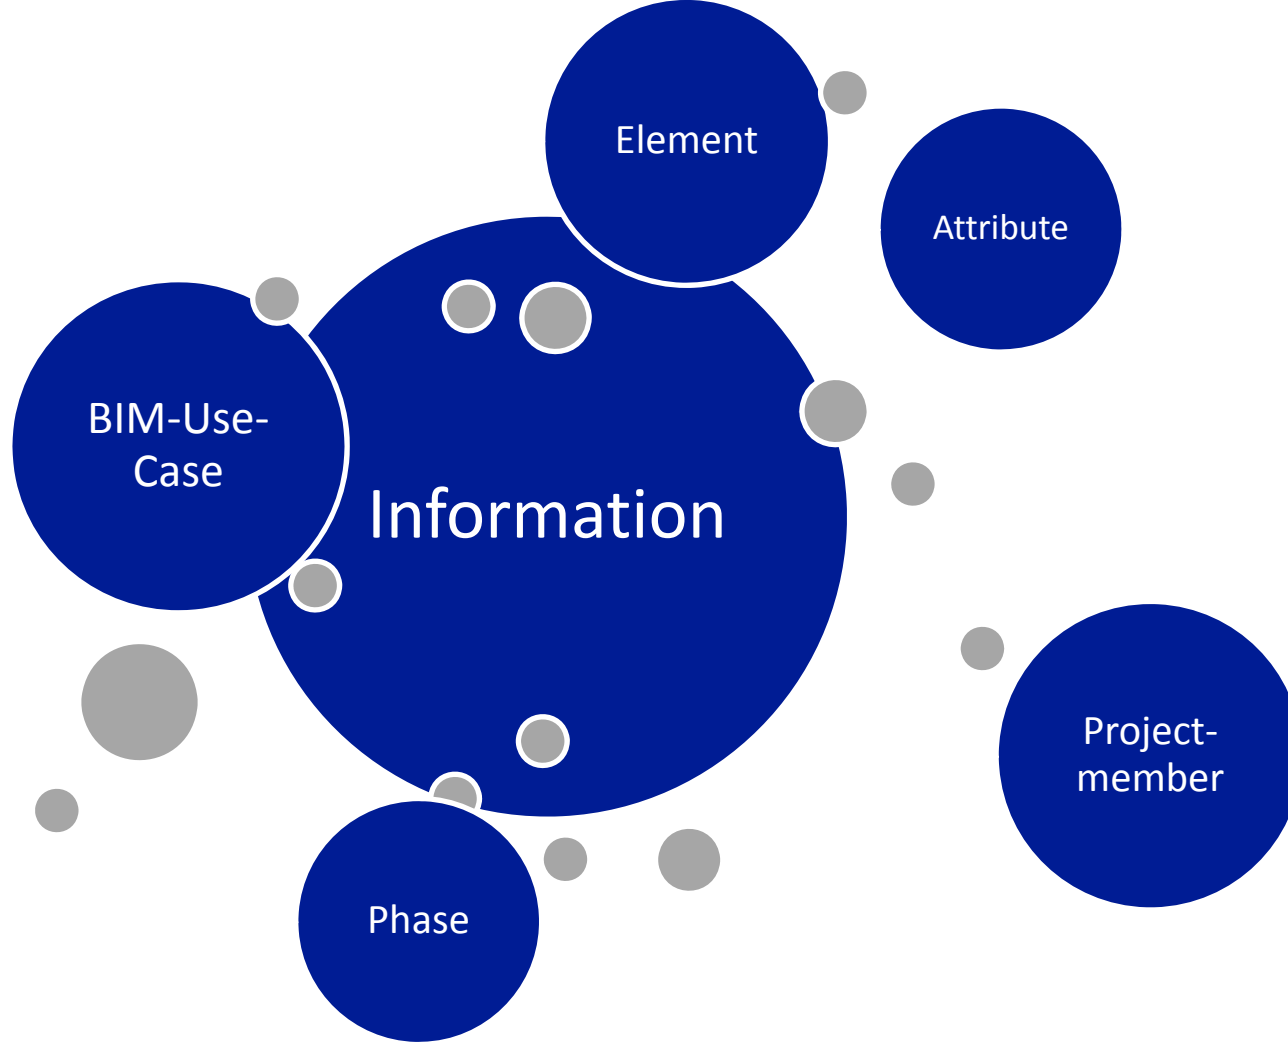 Element
Attribute
BIM-Use-
Case
Information
Project-
member
Phase